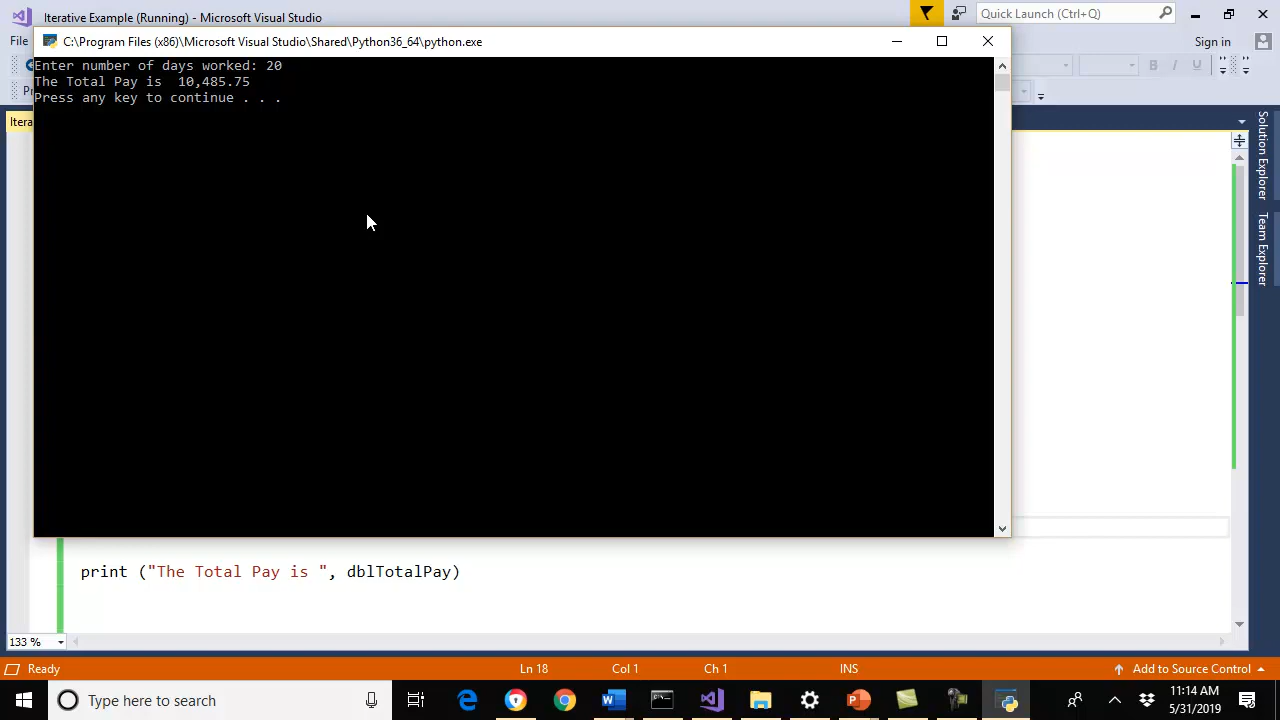 Iterative Example (Running) - Microsoft Visual Studio
Quick Launch (Ctrl+Q)
File
C:\Program Files (x86)\Microsoft Visual Studio\Shared\Python36_64\python.exe
Sign in
Enter number of days worked: 20
The Total Pay is  10,485.75
Press any key to continue . . .
B I U
Itera
Solution Explorer
Team Explorer
print ("The Total Pay is ", dblTotalPay)
133 %
Ready
Ln 18
Col 1
Ch 1
INS
Add to Source Control
Type here to search
11:14 AM
5/31/2019